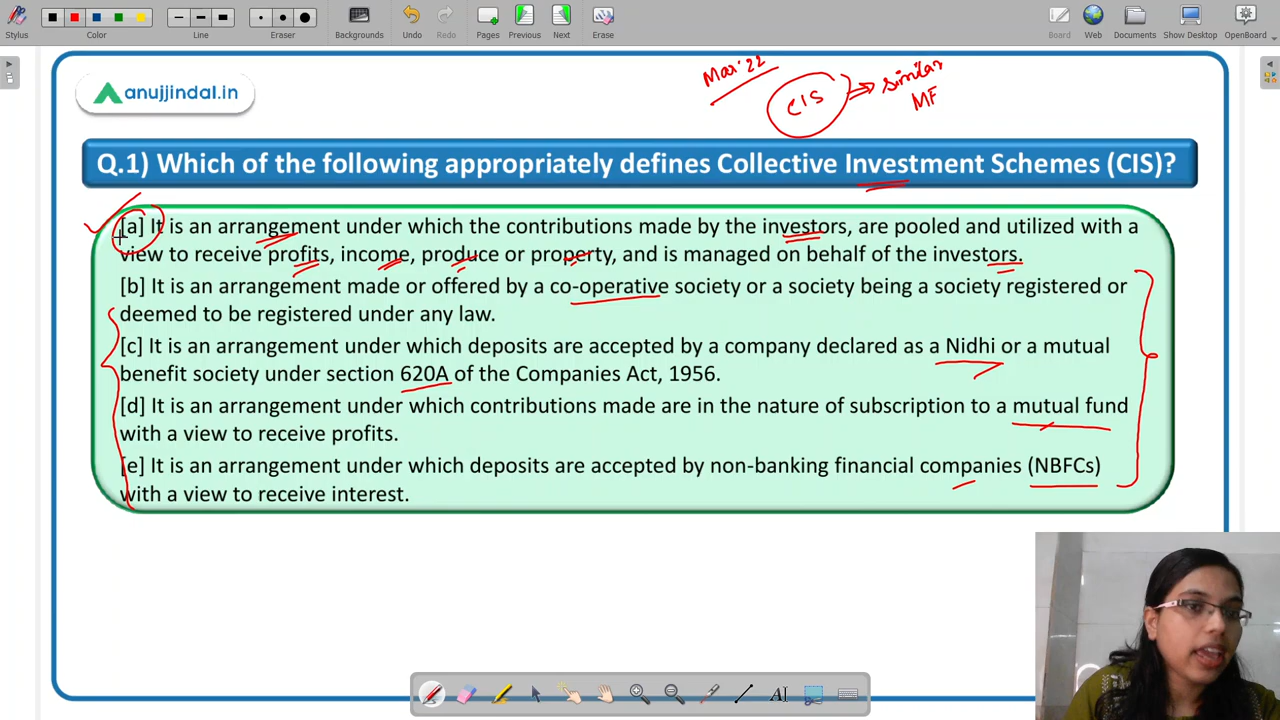 Color
Line
Eraser
Backgrounds
Undo
Redo
Pages
Previous
Next
Erase
Board
Web
Documents
Show Desktop
OpenBoard
anujjindal.in
Mar'22
CIS
similar
MF
Q.1) Which of the following appropriately defines Collective Investment Schemes (CIS)?
[a] It is an arrangement under which the contributions made by the investors, are pooled and utilized with a
view to receive profits, income, produce or property, and is managed on behalf of the investors.
[b] It is an arrangement made or offered by a co-operative society or a society being a society registered or
deemed to be registered under any law.
[c] It is an arrangement under which deposits are accepted by a company declared as a Nidhi or a mutual
benefit society under section 620A of the Companies Act, 1956.
[d] It is an arrangement under which contributions made are in the nature of subscription to a mutual fund
with a view to receive profits.
[e] It is an arrangement under which deposits are accepted by non-banking financial companies (NBFCs)
with a view to receive interest.